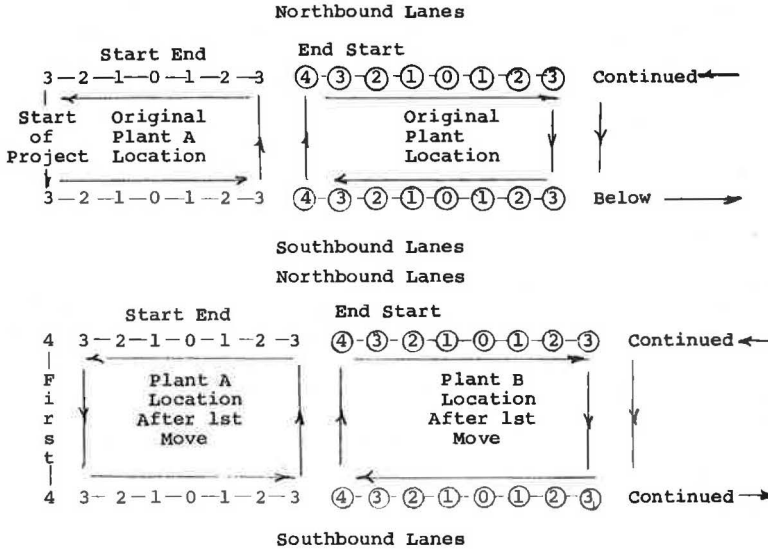 Northbound Lanes
Start End End Start
3—2—1—0—1—2—3 ④-③-②-①-⓪-①-②-③ Continued
Start Original Original
of Plant A Plant
Project Location Location
3—2—1—0—1—2—3 ④-③-②-①-⓪-①-②-③ Below
Southbound Lanes
Northbound Lanes
Start End End Start
4 3—2—1—0—1—2—3 ④-③-②-①-⓪-①-②-③ Continued
First
Plant A Plant B
Location Location
After 1st After 1st
Move Move
4 3—2—1—0—1—2—3 ④-③-②-①-⓪-①-②-③ Continued
Southbound Lanes